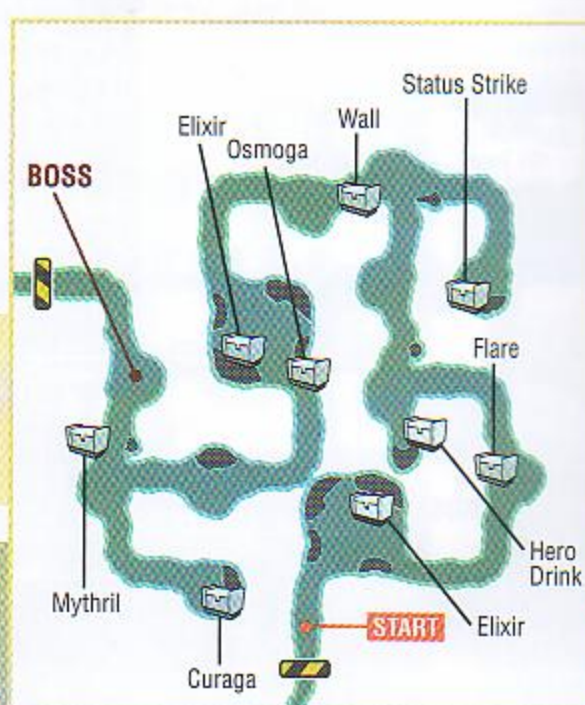 Status Strike
Wall
Elixir
Osmoga
BOSS
Flare
Hero
Drink
Mythril
START
Elixir
Curaga